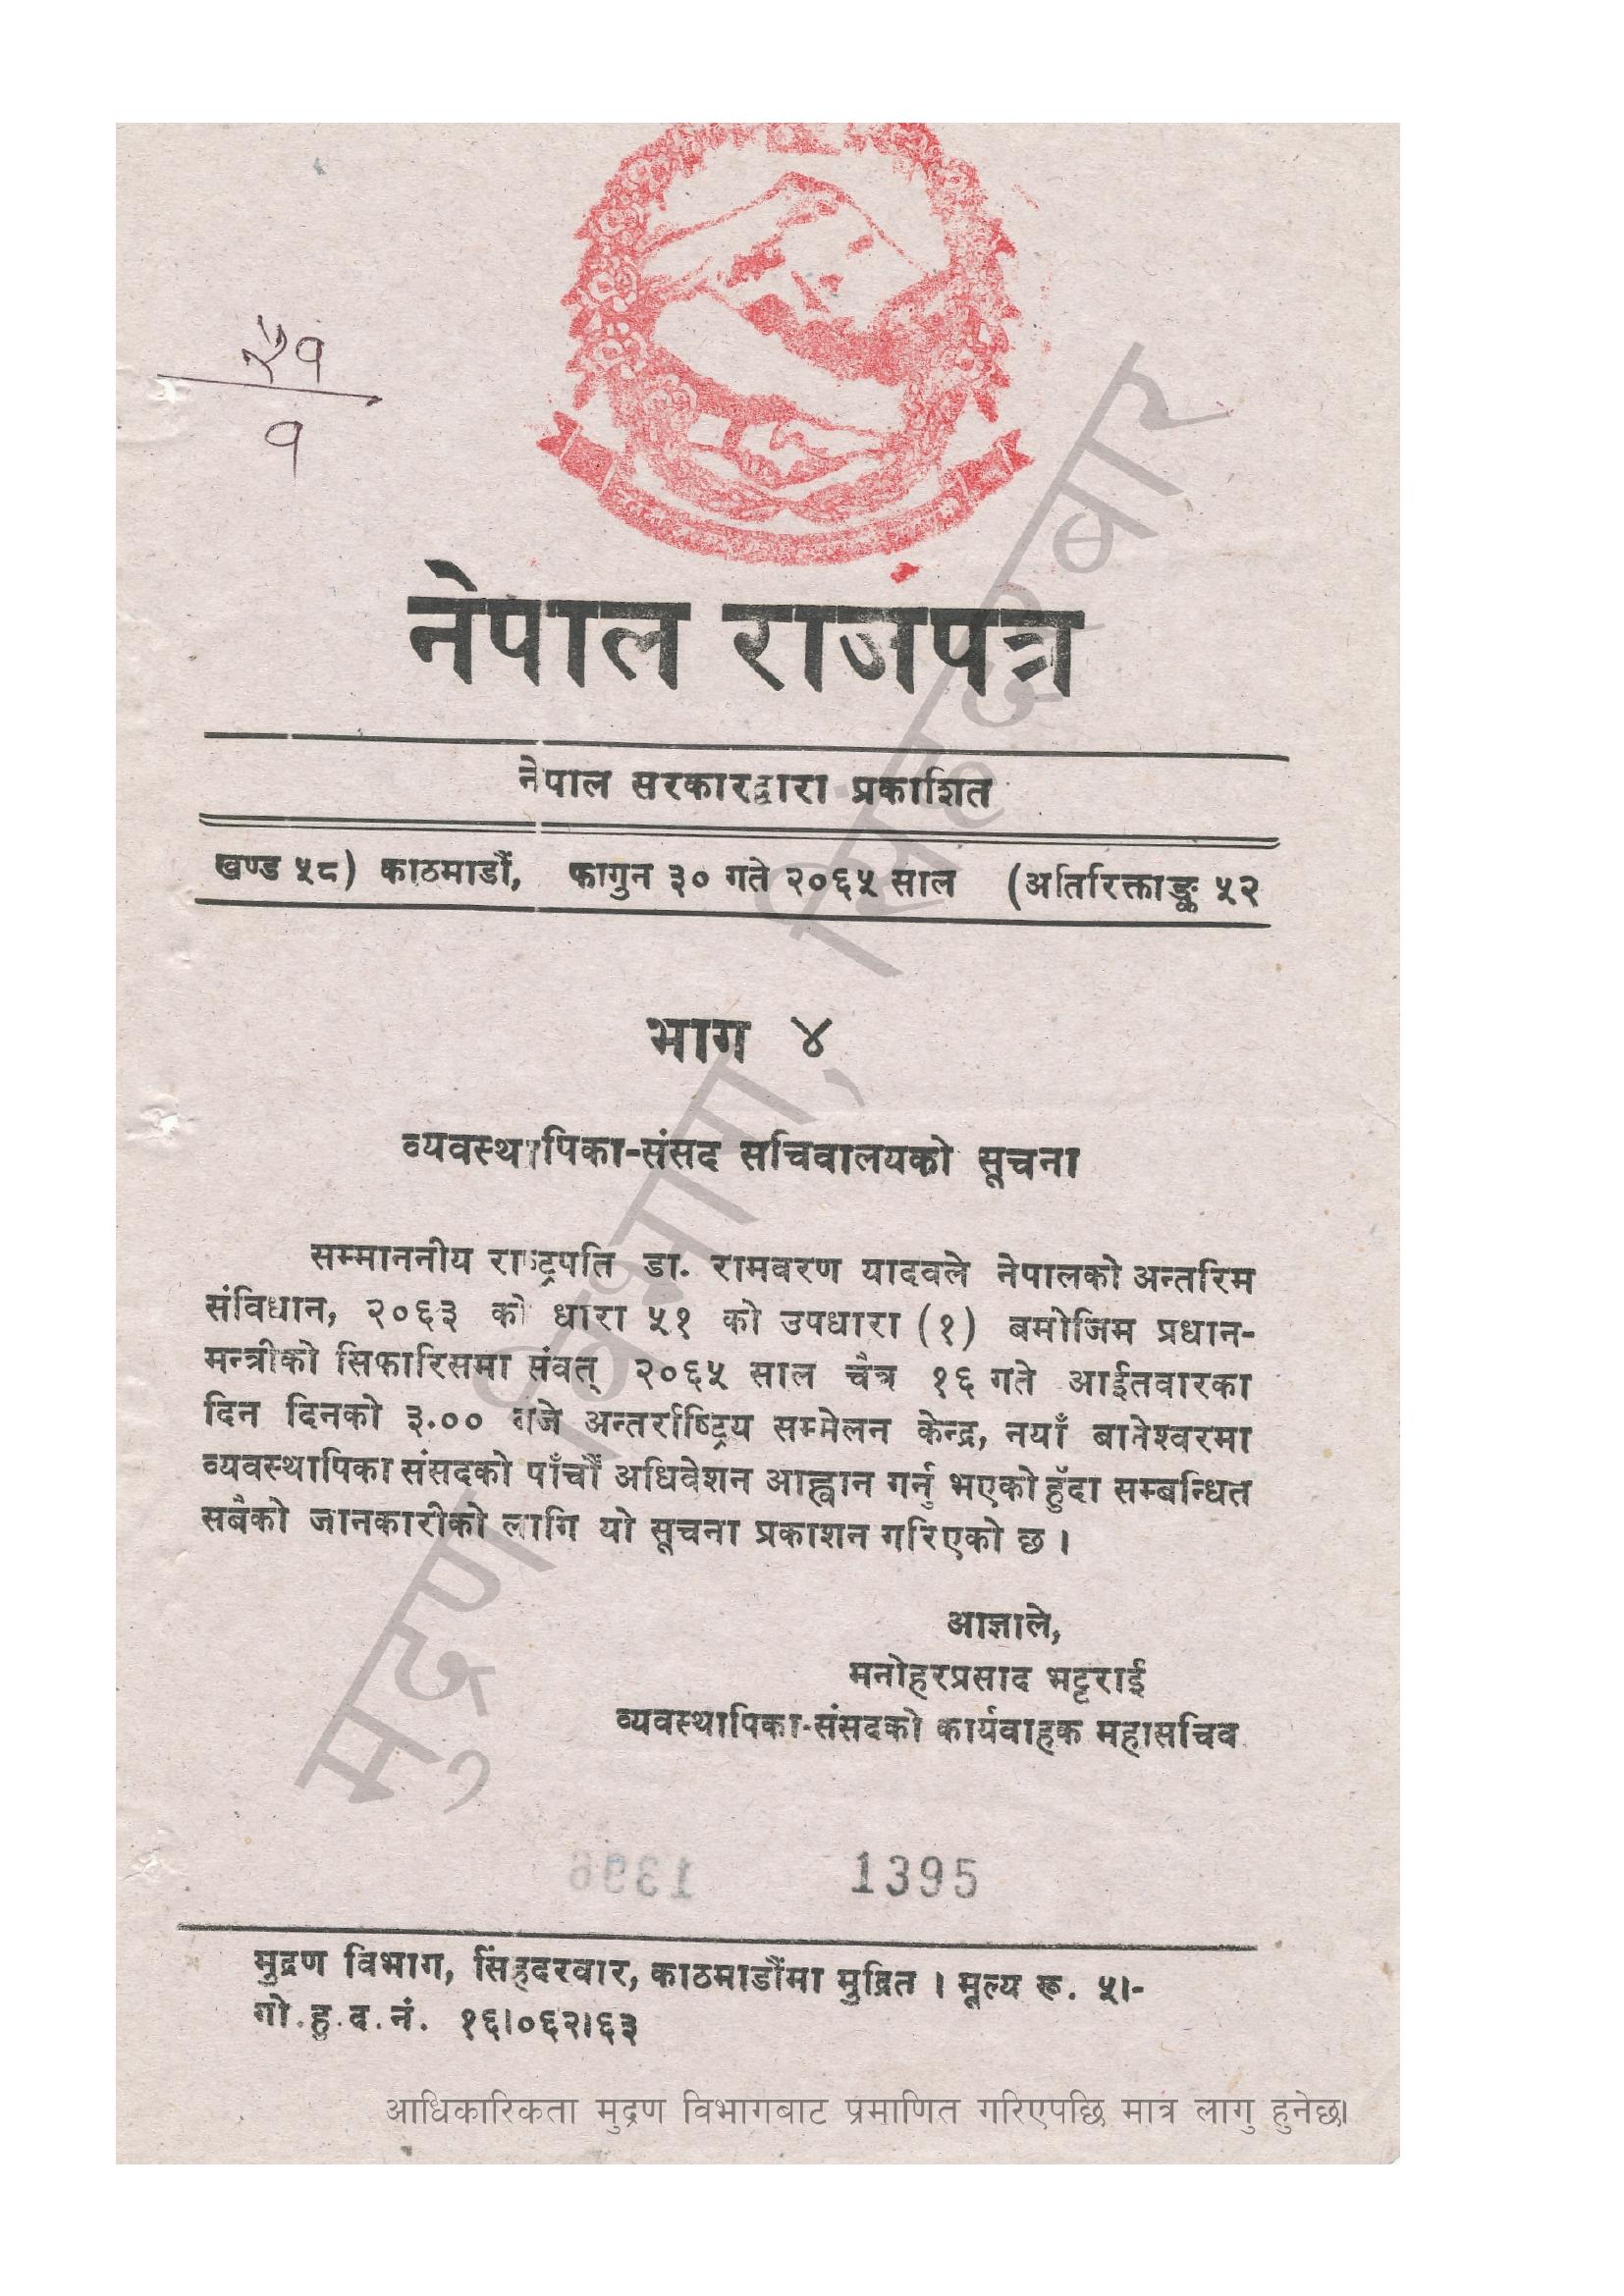 २१
१
नेपाल राजपत्र
नेपाल सरकारद्वारा प्रकाशित
खण्ड ५८) काठमाडौं, फागुन ३० गते २०६५ साल (अतिरिक्ताङ्क ५२
भाग ४
व्यवस्थापिका-संसद सचिवालयको सूचना
सम्माननीय राष्ट्रपति डा. रामवरण यादवले नेपालको अन्तरिम
संविधान, २०६३ को धारा ५१ को उपधारा (१) बमोजिम प्रधान-
मन्त्रीको सिफारिसमा संवत् २०६५ साल चैत्र १६ गते आईतवारका
दिन दिनको ३.०० बजे अन्तर्राष्ट्रिय सम्मेलन केन्द्र, नयाँ बानेश्वरमा
व्यवस्थापिका संसदको पाँचौं अधिवेशन आह्वान गर्नु भएको हुँदा सम्बन्धित
सबैको जानकारीको लागि यो सूचना प्रकाशन गरिएको छ ।
आज्ञाले,
मनोहरप्रसाद भट्टराई
व्यवस्थापिका-संसदको कार्यवाहक महासचिव
1395
मुद्रण विभाग, सिंहदरवार, काठमाडौंमा मुद्रित । मूल्य रू. ५।-
गो.हु.व.नं. १६।०६२।६३
आधिकारिकता मुद्रण विभागबाट प्रमाणित गरिएपछि मात्र लागु हुनेछ।
मुद्रण विभाग, सिंहदरबार